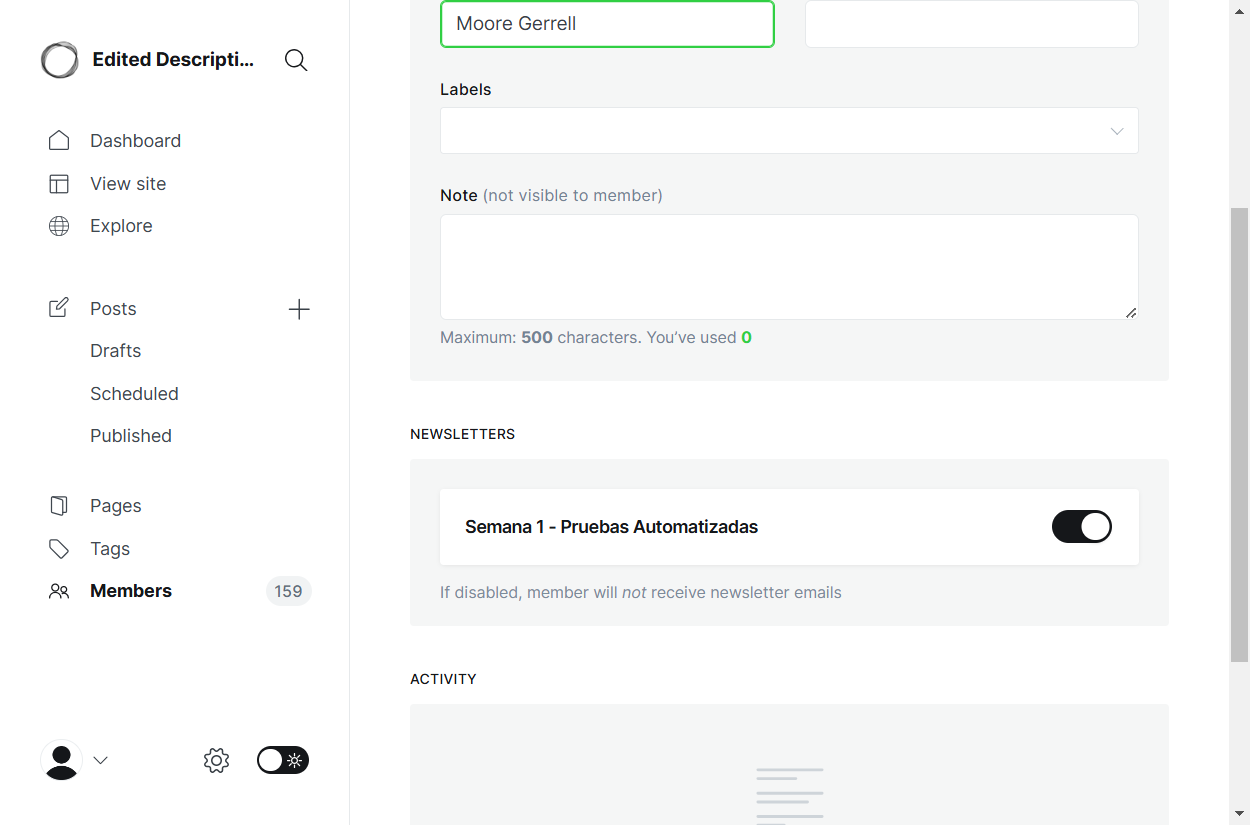 Edited Descripti...
Dashboard
View site
Explore
Posts
Drafts
Scheduled
Published
Pages
Tags
Members 159
Moore Gerrell
Labels
Note (not visible to member)
Maximum: 500 characters. You’ve used 0
NEWSLETTERS
Semana 1 - Pruebas Automatizadas
If disabled, member will not receive newsletter emails
ACTIVITY